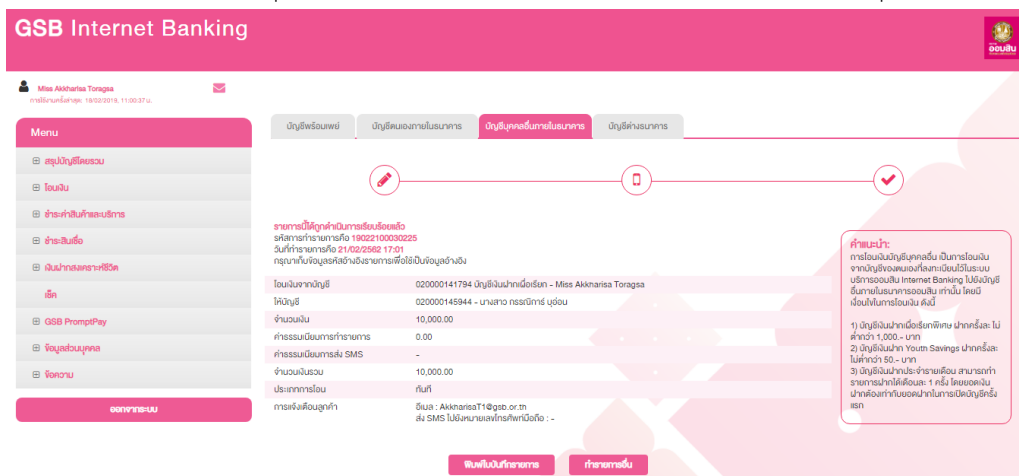 GSB Internet Banking
ออมสิน
Miss Akkharisa Toragsa
การใช้งานครั้งล่าสุด: 18/02/2019, 11:00:37 น.
Menu
สรุปบัญชีโดยรวม
โอนเงิน
ชำระค่าสินค้าและบริการ
ชำระสินเชื่อ
เงินฝากสงเคราะห์ชีวิต
เช็ค
GSB PromptPay
ข้อมูลส่วนบุคคล
ข้อความ
ออกจากระบบ
บัญชีพร้อมเพย์
บัญชีตนเองภายในธนาคาร
บัญชีบุคคลอื่นภายในธนาคาร
บัญชีต่างธนาคาร
รายการนี้ได้ถูกดำเนินการเรียบร้อยแล้ว
รหัสการทำรายการคือ 19022100030225
วันที่ทำรายการคือ 21/02/2562 17:01
กรุณาเก็บข้อมูลรหัสอ้างอิงรายการเพื่อใช้เป็นข้อมูลอ้างอิง
โอนเงินจากบัญชี 020000141794 บัญชีเงินฝากเผื่อเรียก - Miss Akkharisa Toragsa
ให้บัญชี 020000145944 - นางสาว กรรณิการ์ บุอ่อน
จำนวนเงิน 10,000.00
ค่าธรรมเนียมการทำรายการ 0.00
ค่าธรรมเนียมการส่ง SMS -
จำนวนเงินรวม 10,000.00
ประเภทการโอน ทันที
การแจ้งเตือนลูกค้า อีเมล : AkkharisaT1@gsb.or.th
ส่ง SMS ไปยังหมายเลขโทรศัพท์มือถือ : -
พิมพ์ใบบันทึกรายการ
ทำรายการอื่น
คำแนะนำ:
การโอนเงินบัญชีบุคคลอื่น เป็นการโอนเงิน
จากบัญชีของตนเองที่ลงทะเบียนไว้ในระบบ
บริการออมสิน Internet Banking ไปยังบัญชี
อื่นภายในธนาคารออมสิน เท่านั้น โดยมี
เงื่อนไขในการโอนเงิน ดังนี้
1) บัญชีเงินฝากเผื่อเรียกพิเศษ ฝากครั้งละ ไม่
ต่ำกว่า 1,000.- บาท
2) บัญชีเงินฝาก Youth Savings ฝากครั้งละ
ไม่ต่ำกว่า 50.- บาท
3) บัญชีเงินฝากประจำรายเดือน สามารถทำ
รายการฝากได้เดือนละ 1 ครั้ง โดยยอดเงิน
ฝากต้องเท่ากับยอดฝากในการเปิดบัญชีครั้ง
แรก